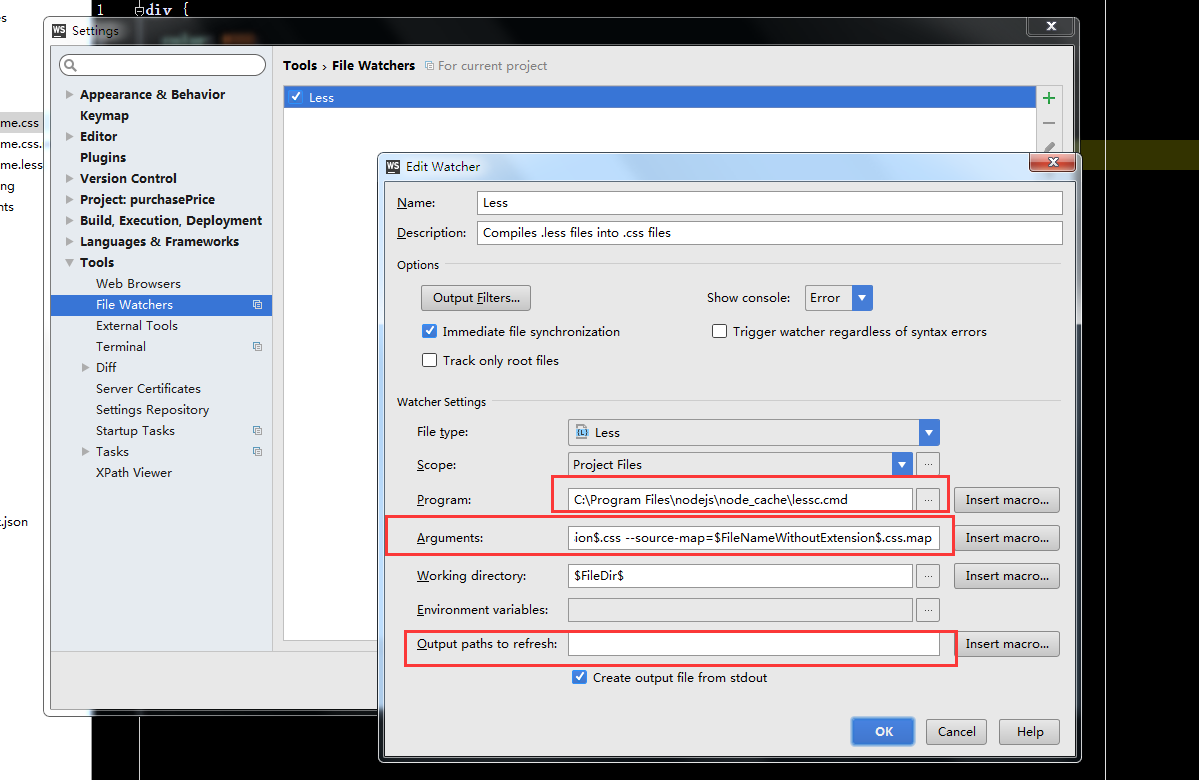 es
1 div {
WS Settings
Tools › File Watchers For current project
Appearance & Behavior
Less
Keymap
me.css
Editor
me.css.
Plugins
me.less
WS Edit Watcher
Version Control
ng
Project: purchasePrice
Name: Less
nts
Build, Execution, Deployment
Description: Compiles .less files into .css files
Languages & Frameworks
Tools
Options
Web Browsers
Output Filters... Show console: Error
File Watchers
External Tools
Immediate file synchronization Trigger watcher regardless of syntax errors
Terminal
Track only root files
Diff
Server Certificates
Watcher Settings
Settings Repository
File type: Less
Startup Tasks
Tasks
Scope: Project Files ...
XPath Viewer
Program: C:\Program Files\nodejs\node_cache\lessc.cmd ... Insert macro...
t.json
Arguments: ion$.css --source-map=$FileNameWithoutExtension$.css.map Insert macro...
Working directory: $FileDir$ ... Insert macro...
Environment variables: ...
Output paths to refresh: Insert macro...
Create output file from stdout
OK Cancel Help